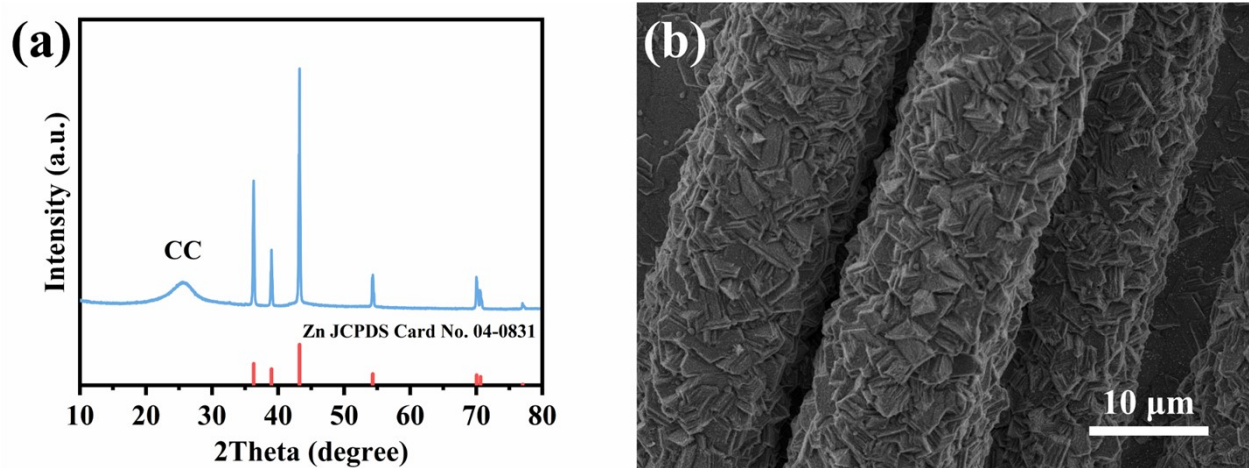 (a)
Intensity (a.u.)
CC
Zn JCPDS Card No. 04-0831
10 20 30 40 50 60 70 80
2Theta (degree)
(b)
10 μm